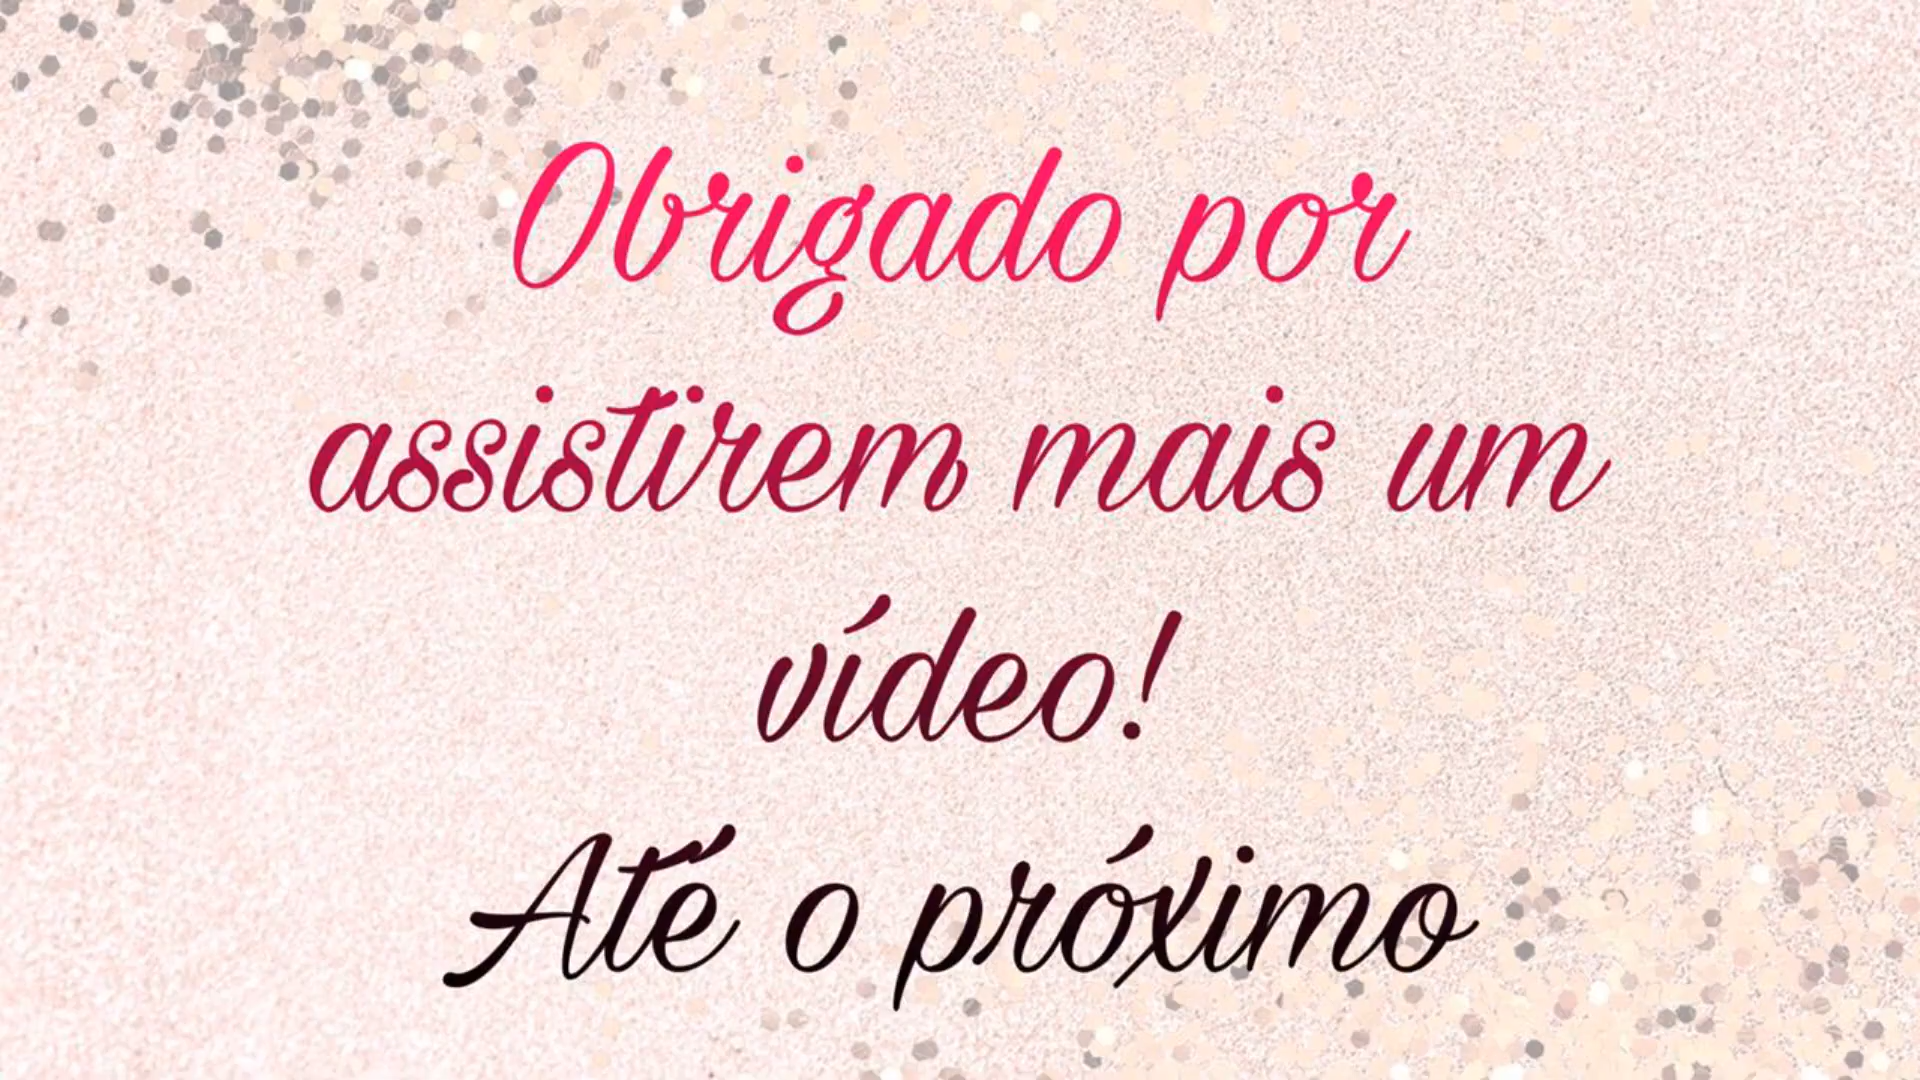 Obrigado por
assistirem mais um
vídeo!
Até o próximo